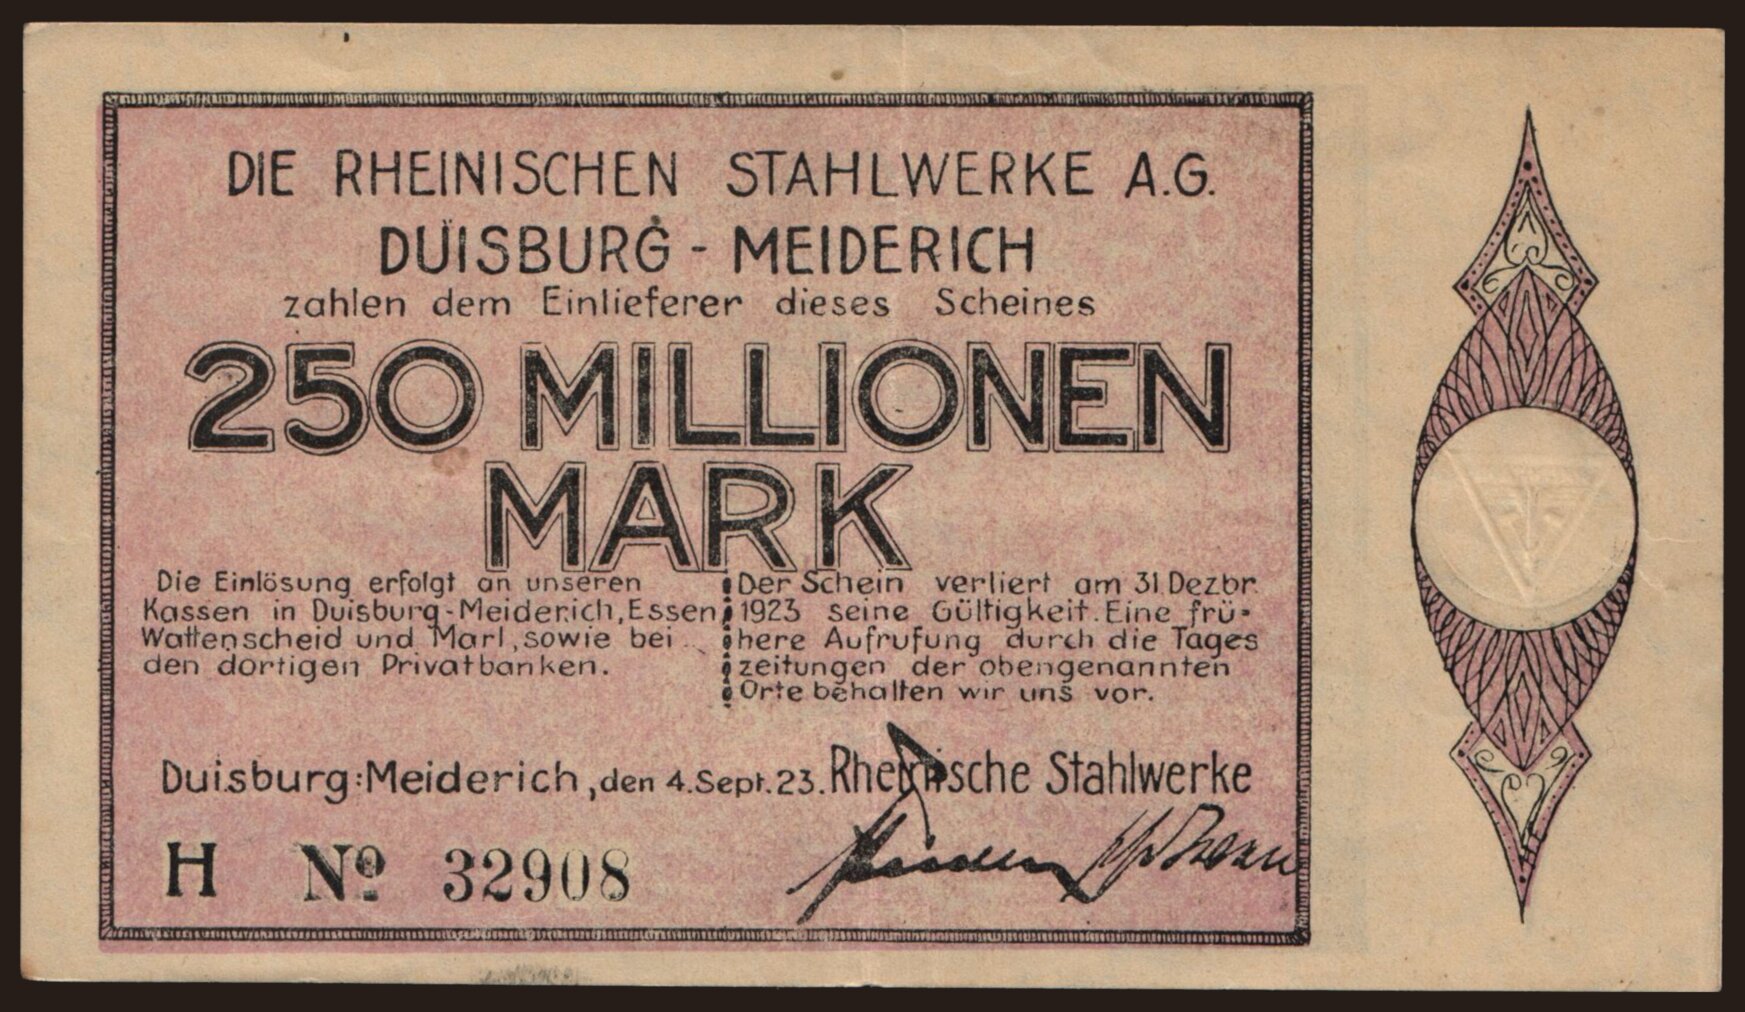 DIE RHEINISCHEN STAHLWERKE A.G.
DUISBURG - MEIDERICH
zahlen dem Einlieferer dieses Scheines
250 MILLIONEN
MARK
Die Einlösung erfolgt an unseren
Kassen in Duisburg-Meiderich, Essen,
Wattenscheid und Marl, sowie bei
den dortigen Privatbanken.
Der Schein verliert am 31. Dezbr.
1923 seine Gültigkeit. Eine frü-
here Aufrufung durch die Tages
zeitungen der obengenannten
Orte behalten wir uns vor.
Duisburg-Meiderich, den 4. Sept. 23. Rheinische Stahlwerke
H No 32908